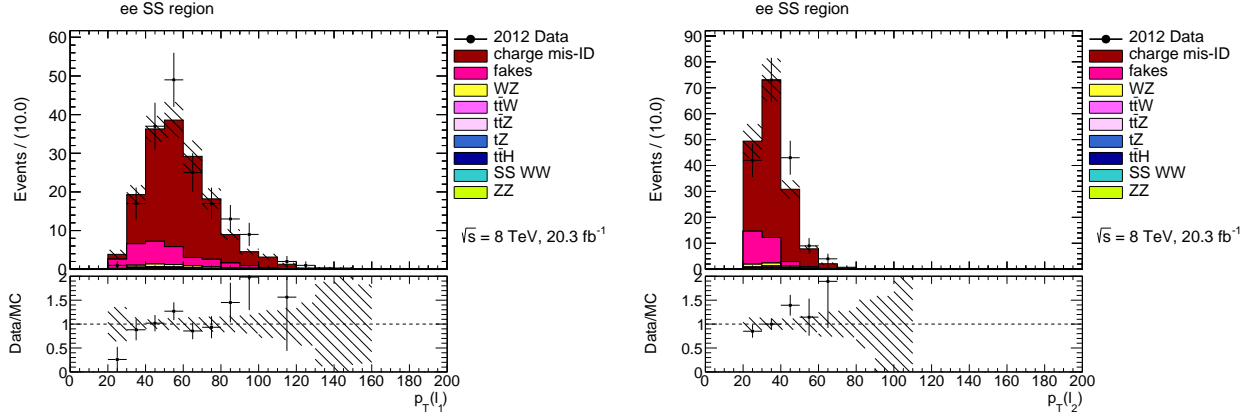 ee SS region
Events / (10.0)
60
50
40
30
20
10
0
2012 Data
charge mis-ID
fakes
WZ
tt̄W
tt̄Z
tZ
tt̄H
SS WW
ZZ
√s = 8 TeV, 20.3 fb⁻¹
Data/MC
2
1.5
1
0.5
0
0 20 40 60 80 100 120 140 160 180 200
p_T(l_1)
ee SS region
Events / (10.0)
90
80
70
60
50
40
30
20
10
0
2012 Data
charge mis-ID
fakes
WZ
tt̄W
tt̄Z
tZ
tt̄H
SS WW
ZZ
√s = 8 TeV, 20.3 fb⁻¹
Data/MC
2
1.5
1
0.5
0
0 20 40 60 80 100 120 140 160 180 200
p_T(l_2)